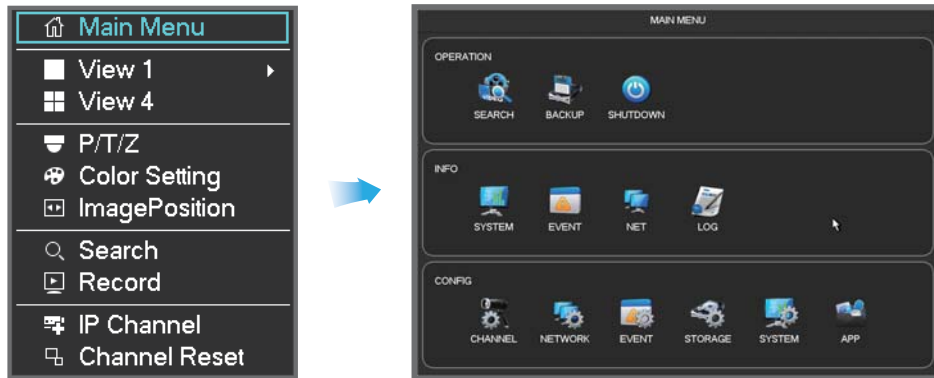 Main Menu
View 1
View 4
P/T/Z
Color Setting
ImagePosition
Search
Record
IP Channel
Channel Reset
MAIN MENU
OPERATION
SEARCH BACKUP SHUTDOWN
INFO
SYSTEM EVENT NET LOG
CONFIG
CHANNEL NETWORK EVENT STORAGE SYSTEM APP